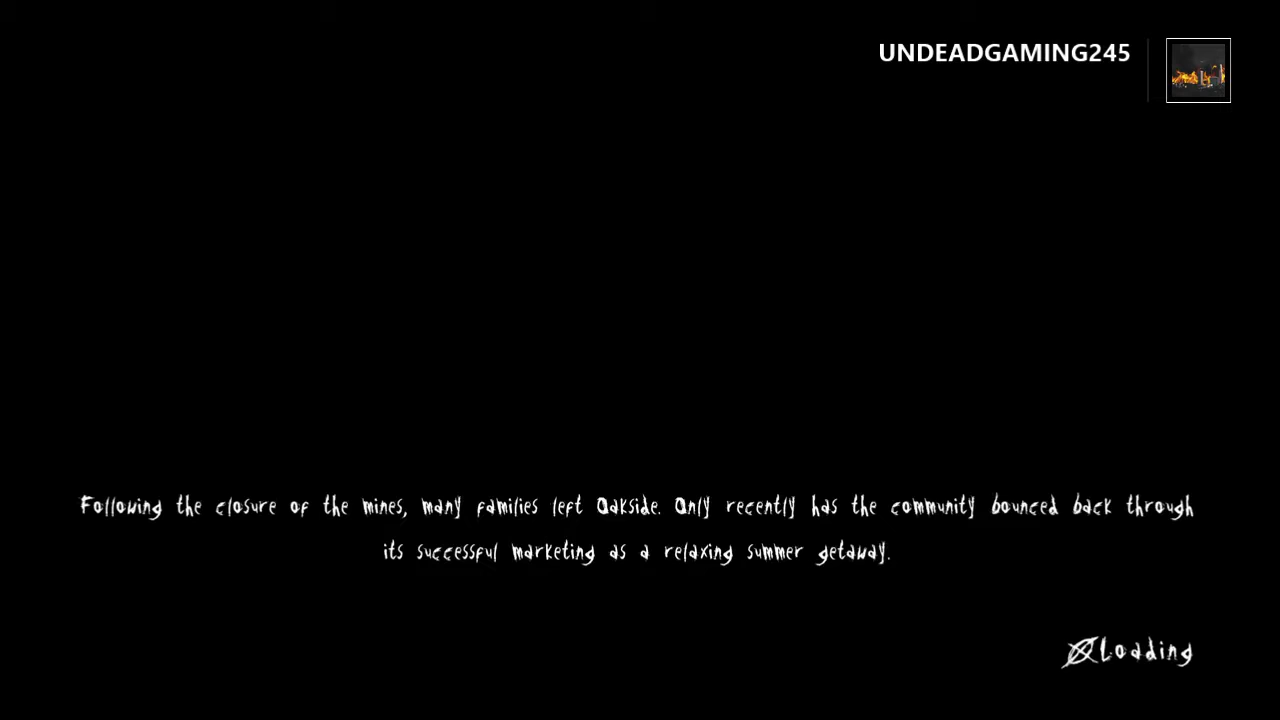 UNDEADGAMING245
Following the closure of the mines, many families left Oakside. Only recently has the community bounced back through
its successful marketing as a relaxing summer getaway.
Loading